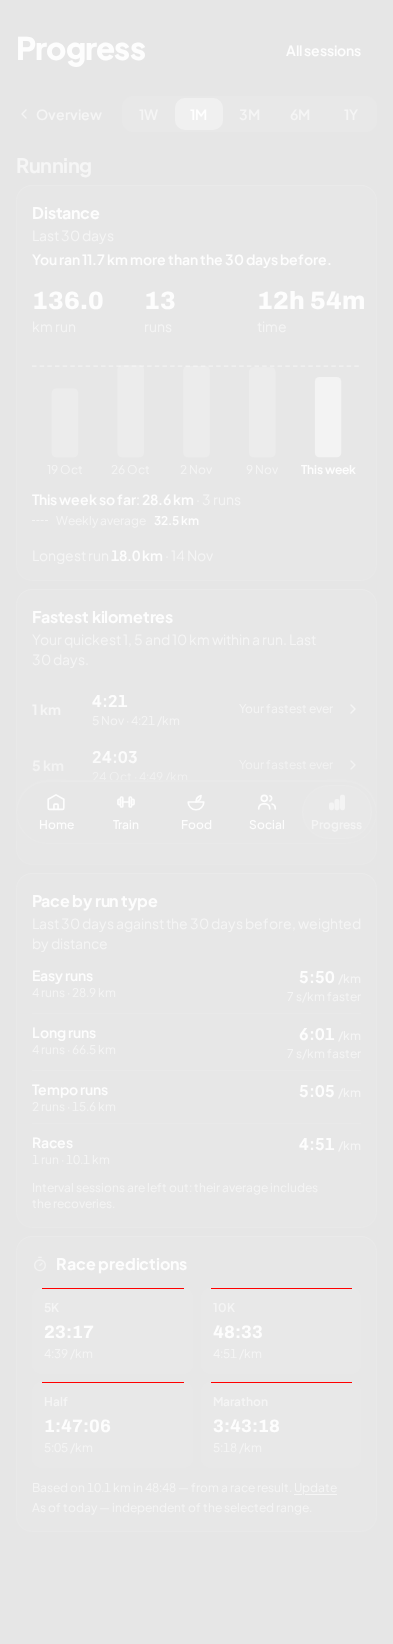 Progress
All sessions
Overview
1W 1M 3M 6M 1Y
Running
Distance
Last 30 days
You ran 11.7 km more than the 30 days before.
136.0 13 12h 54m
km run runs time
19 Oct 26 Oct 2 Nov 9 Nov This week
This week so far: 28.6 km · 3 runs
Weekly average 32.5 km
Longest run 18.0 km · 14 Nov
Fastest kilometres
Your quickest 1, 5 and 10 km within a run. Last
30 days.
1 km 4:21 Your fastest ever
5 Nov · 4:21 /km
5 km 24:03 Your fastest ever
24 Oct · 4:49 /km
Home Train Food Social Progress
Pace by run type
Last 30 days against the 30 days before, weighted
by distance
Easy runs 5:50 /km
4 runs · 28.9 km 7 s/km faster
Long runs 6:01 /km
4 runs · 66.5 km 7 s/km faster
Tempo runs 5:05 /km
2 runs · 15.6 km
Races 4:51 /km
1 run · 10.1 km
Interval sessions are left out: their average includes
the recoveries.
Race predictions
5K 10K
23:17 48:33
4:39 /km 4:51 /km
Half Marathon
1:47:06 3:43:18
5:05 /km 5:18 /km
Based on 10.1 km in 48:48 — from a race result. Update
As of today — independent of the selected range.